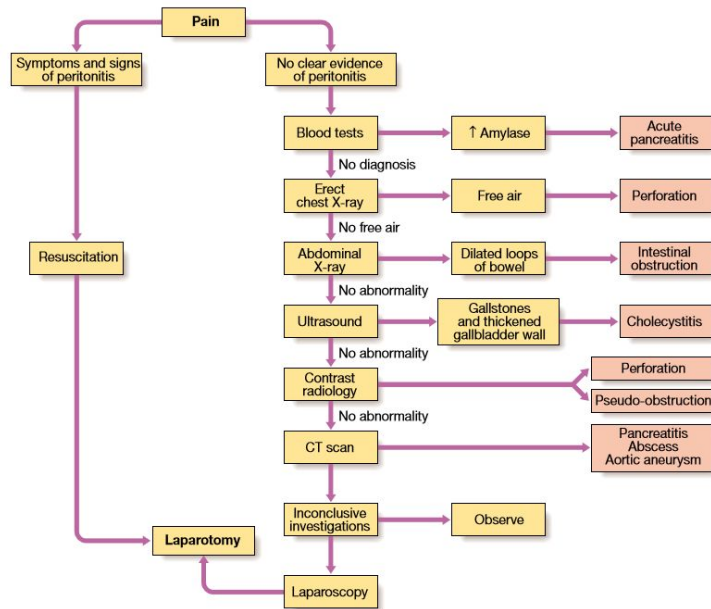 Pain
Symptoms and signs
of peritonitis
No clear evidence
of peritonitis
Blood tests
↑ Amylase
Acute
pancreatitis
No diagnosis
Erect
chest X-ray
Free air
Perforation
No free air
Resuscitation
Abdominal
X-ray
Dilated loops
of bowel
Intestinal
obstruction
No abnormality
Ultrasound
Gallstones
and thickened
gallbladder wall
Cholecystitis
No abnormality
Contrast
radiology
Perforation
Pseudo-obstruction
No abnormality
CT scan
Pancreatitis
Abscess
Aortic aneurysm
Inconclusive
investigations
Observe
Laparotomy
Laparoscopy